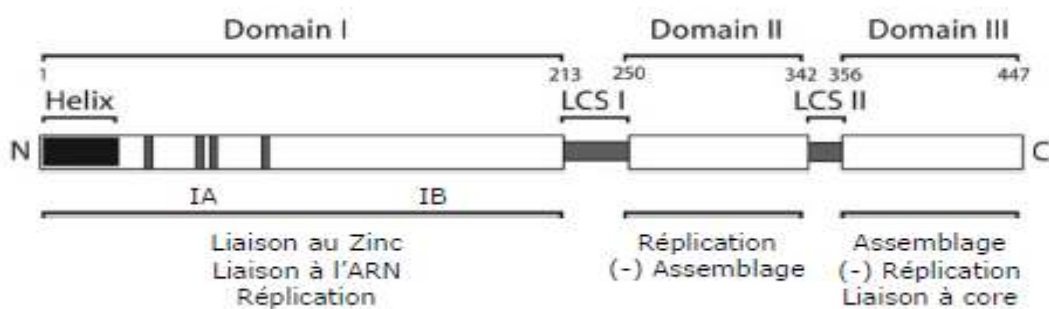 Domain I Domain II Domain III
1 213 250 342 356 447
Helix LCS I LCS II
N C
IA IB
Liaison au Zinc
Liaison à l'ARN
Réplication
Réplication
(-) Assemblage
Assemblage
(-) Réplication
Liaison à core